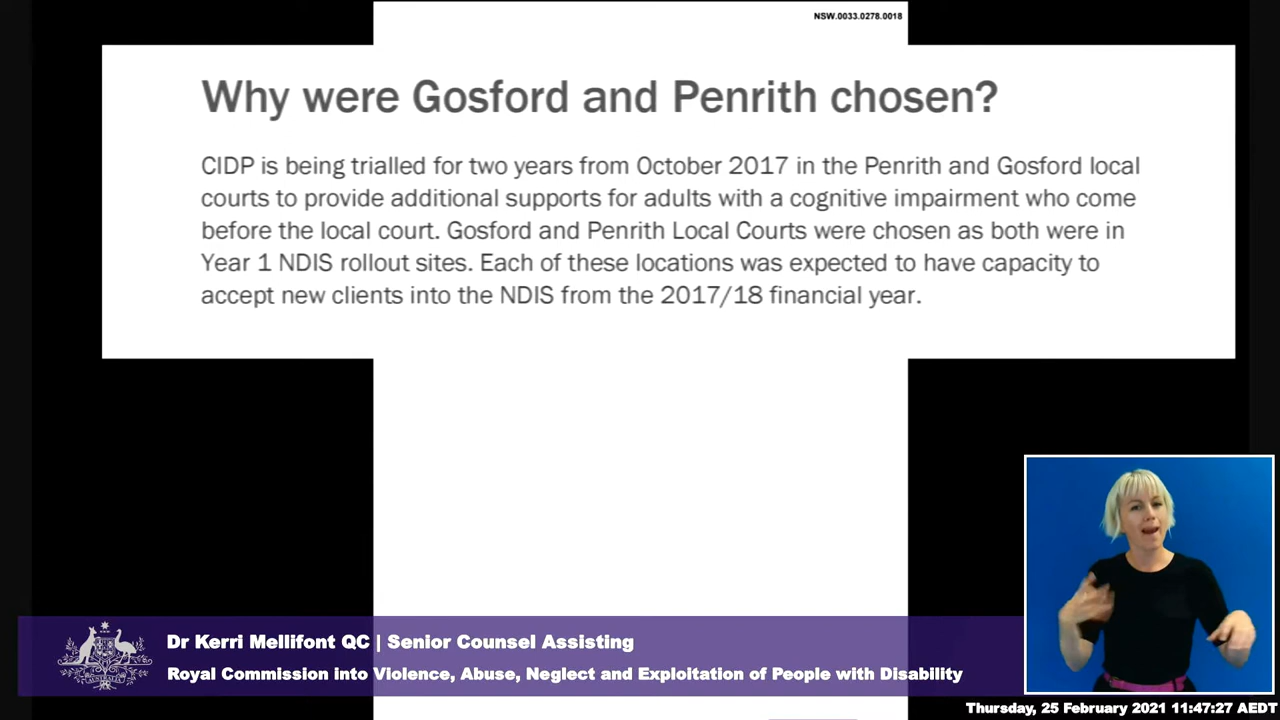 NSW.0033.0278.0018
Why were Gosford and Penrith chosen?
CIDP is being trialled for two years from October 2017 in the Penrith and Gosford local
courts to provide additional supports for adults with a cognitive impairment who come
before the local court. Gosford and Penrith Local Courts were chosen as both were in
Year 1 NDIS rollout sites. Each of these locations was expected to have capacity to
accept new clients into the NDIS from the 2017/18 financial year.
Dr Kerri Mellifont QC | Senior Counsel Assisting
Royal Commission into Violence, Abuse, Neglect and Exploitation of People with Disability
Thursday, 25 February 2021 11:47:27 AEDT